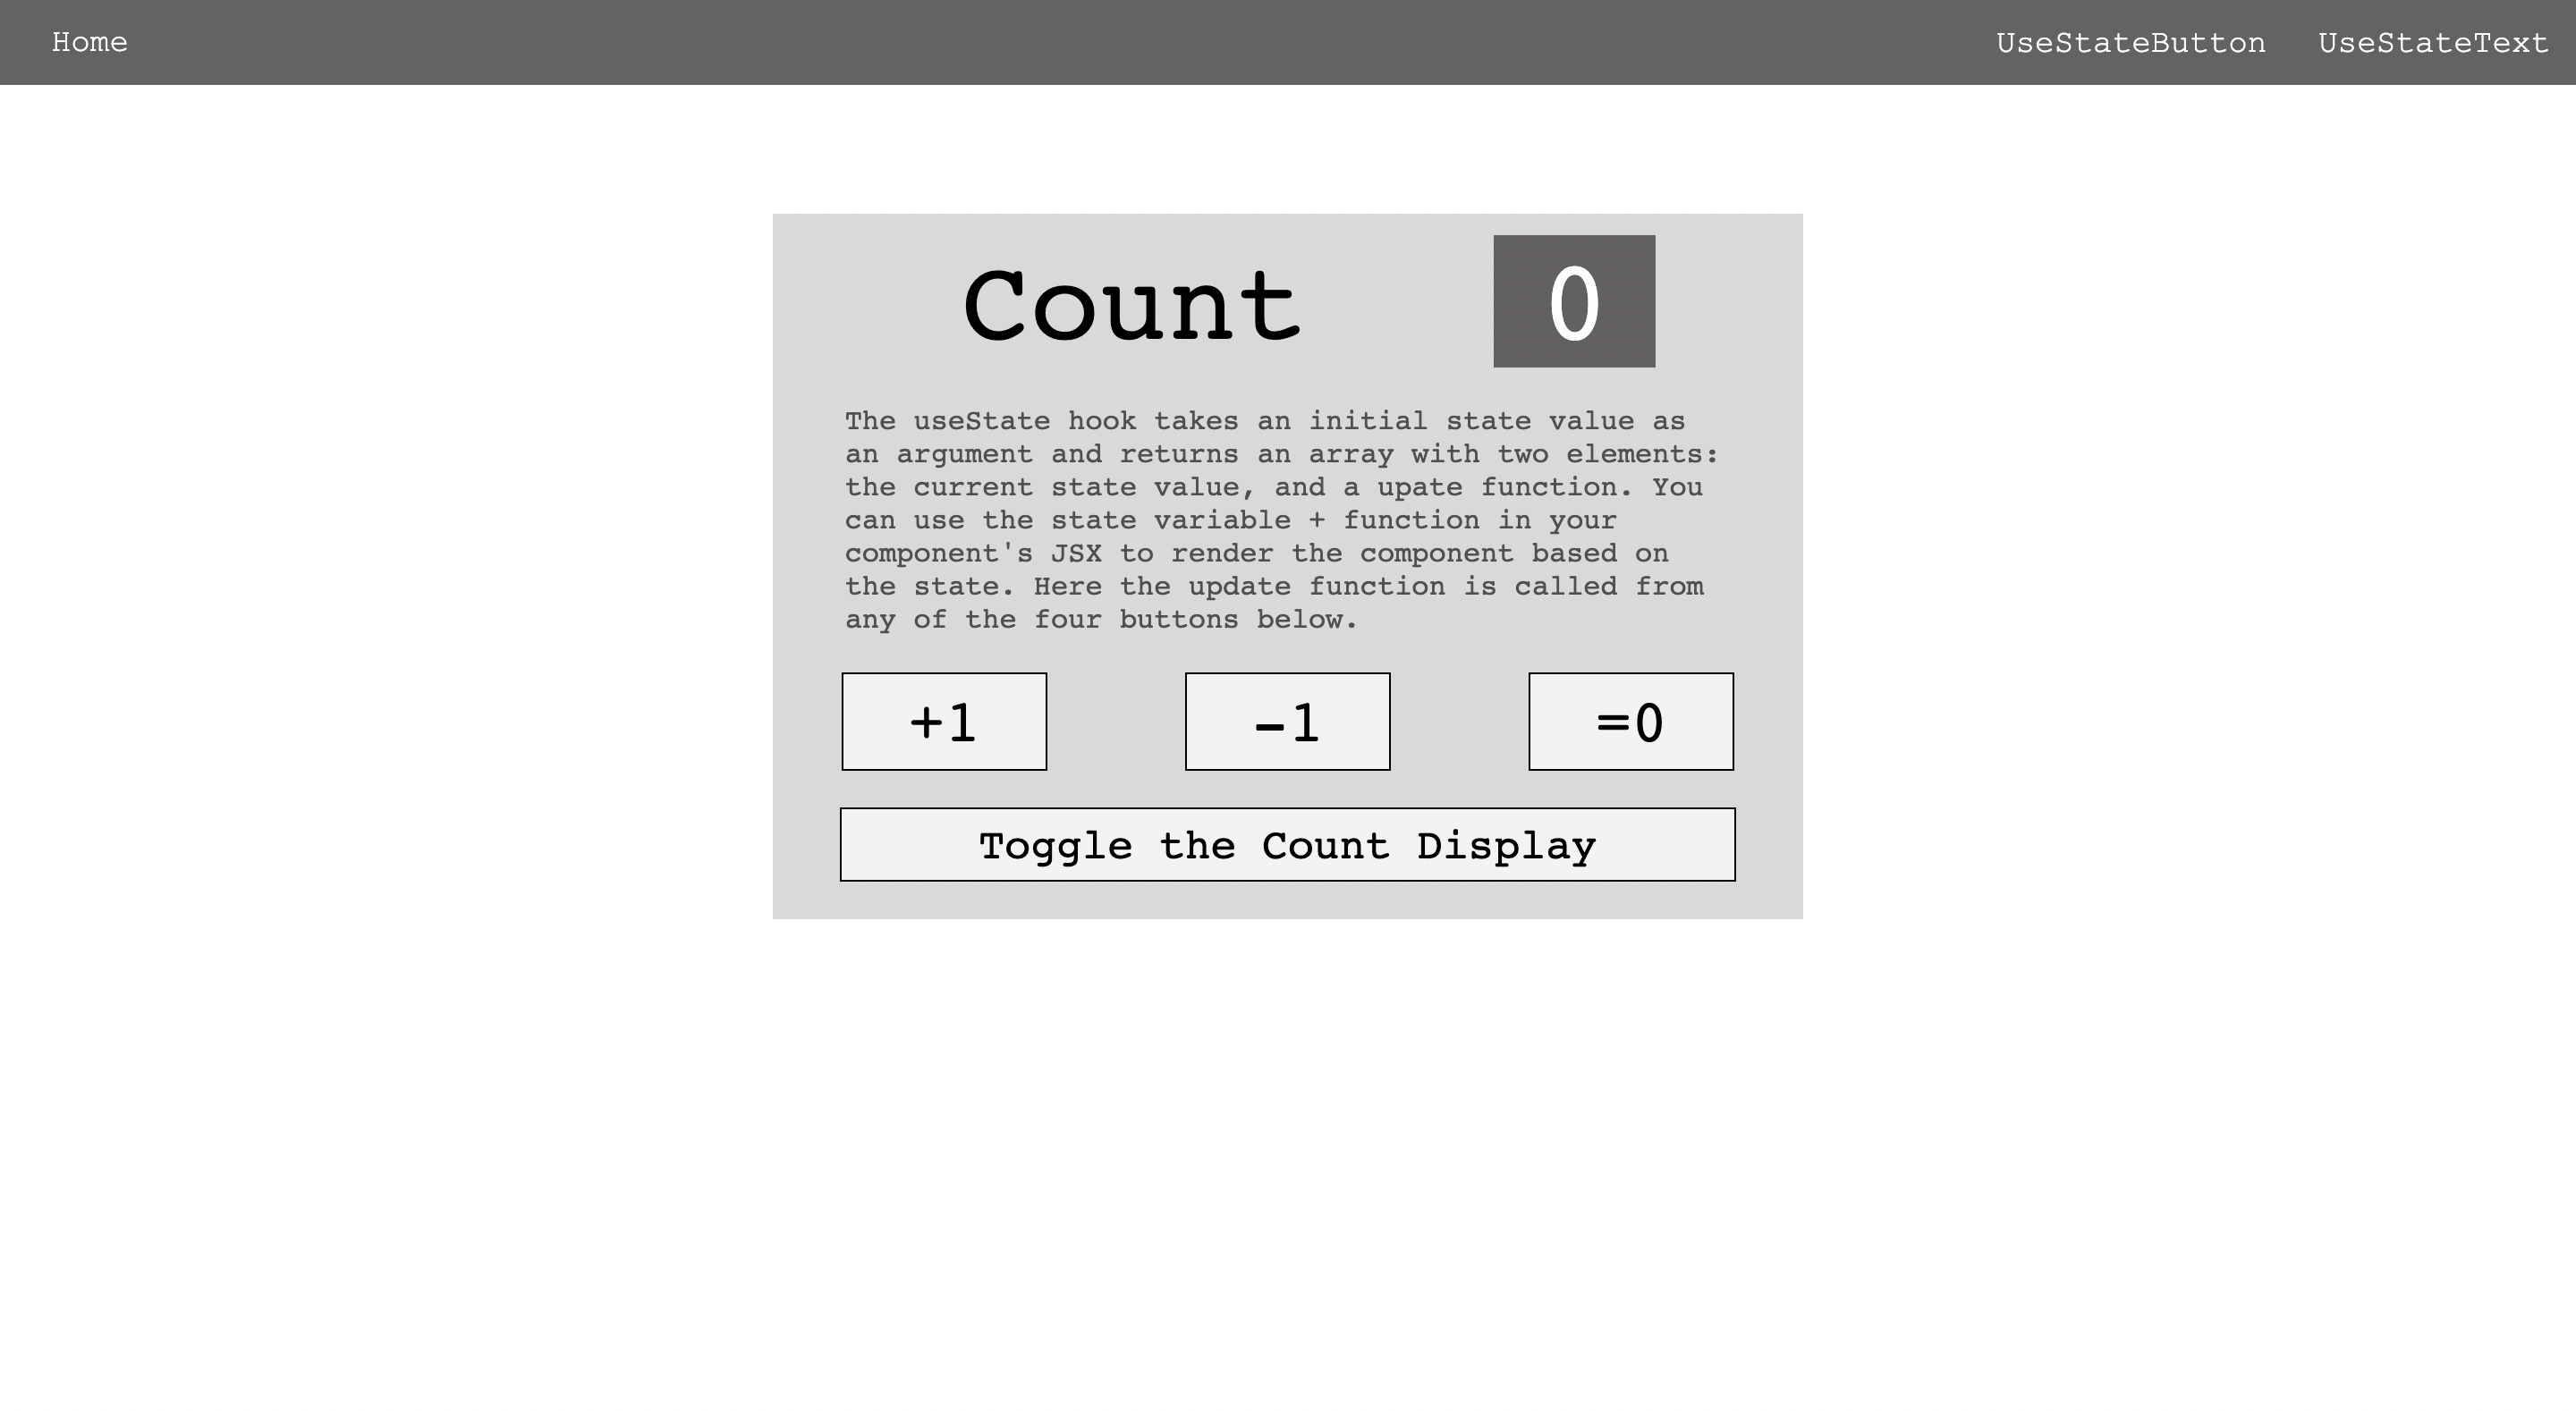 Home
UseStateButton
UseStateText
Count
0
The useState hook takes an initial state value as
an argument and returns an array with two elements:
the current state value, and a upate function. You
can use the state variable + function in your
component's JSX to render the component based on
the state. Here the update function is called from
any of the four buttons below.
+1
-1
=0
Toggle the Count Display